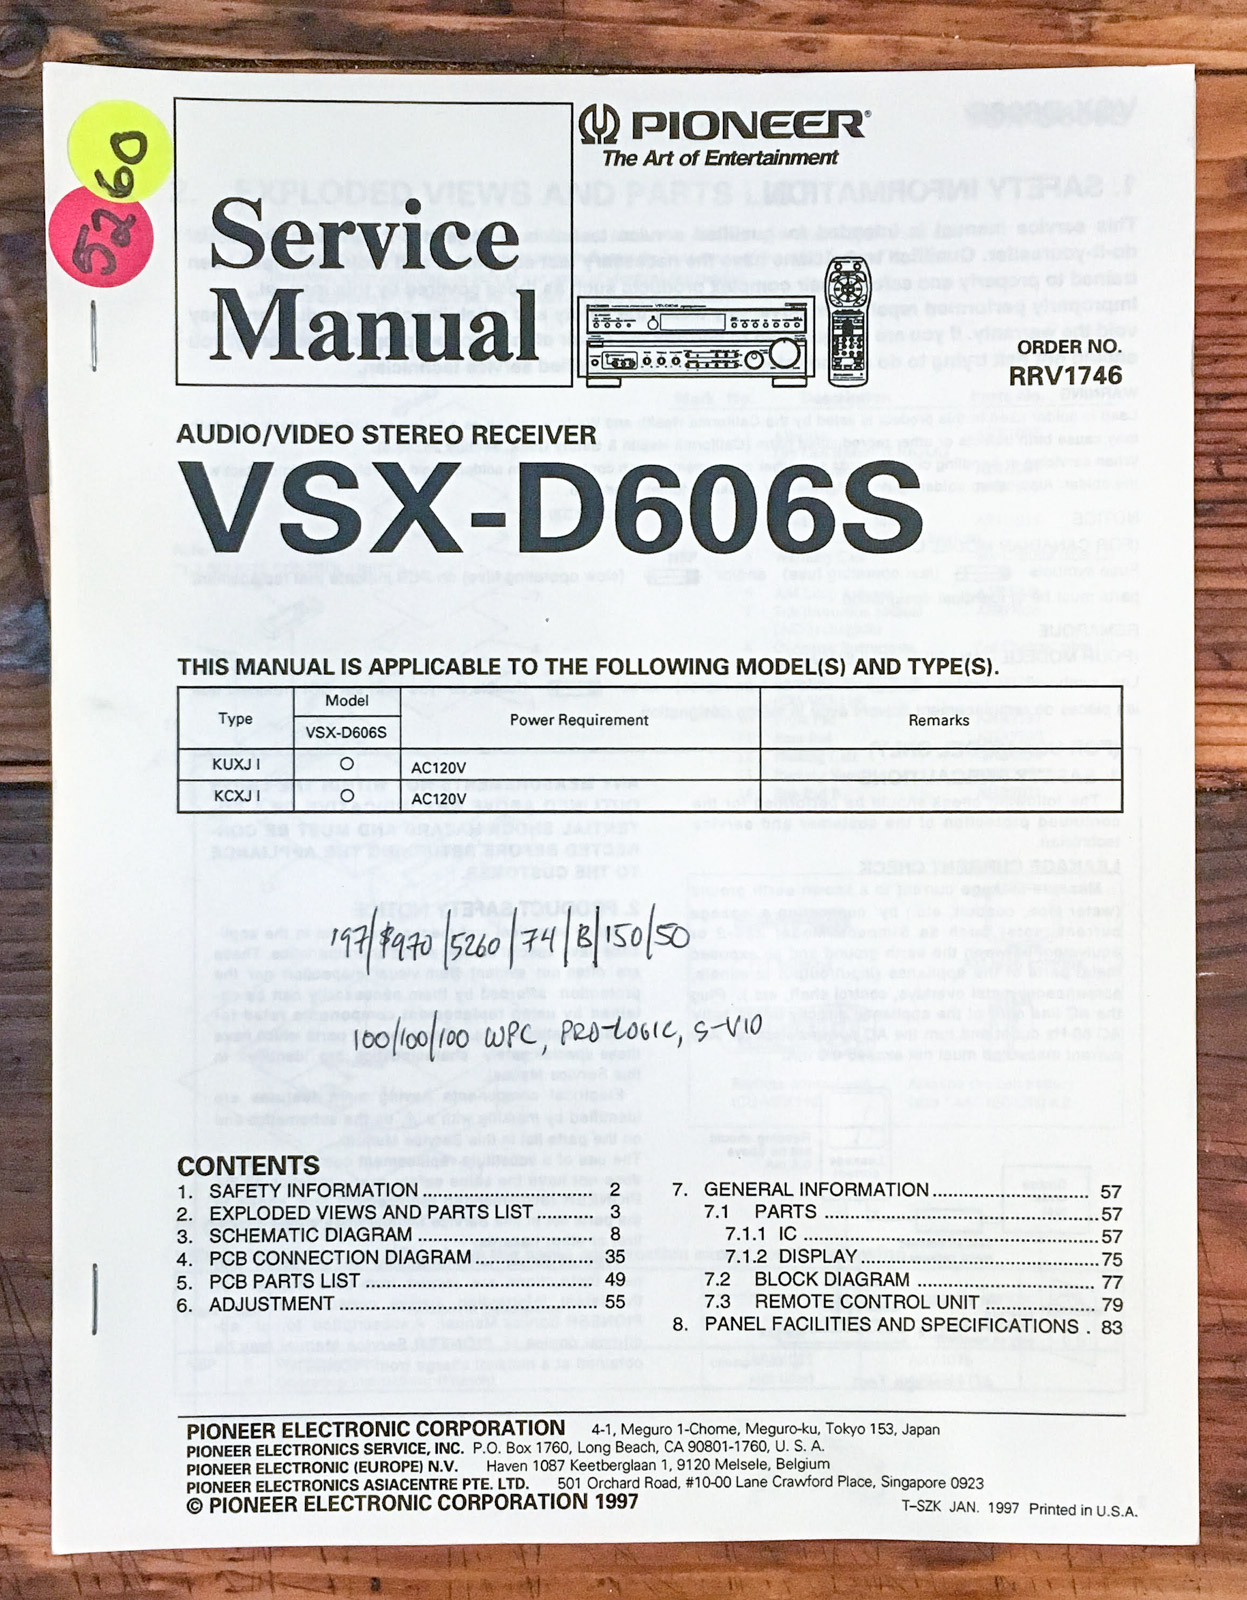 60
52
Service
Manual
PIONEER®
The Art of Entertainment
ORDER NO.
RRV1746
AUDIO/VIDEO STEREO RECEIVER
VSX-D606S
THIS MANUAL IS APPLICABLE TO THE FOLLOWING MODEL(S) AND TYPE(S).
Type Model Power Requirement Remarks
VSX-D606S
KUXJI ○ AC120V
KCXJI ○ AC120V
197/$970/5260/74/B/150/50
100/100/100 WPC, PRO-LOGIC, S-VID
CONTENTS
1. SAFETY INFORMATION ........................
2. EXPLODED VIEWS AND PARTS LIST ........... 3
3. SCHEMATIC DIAGRAM ........................ 8
4. PCB CONNECTION DIAGRAM .................. 35
5. PCB PARTS LIST ........................... 49
6. ADJUSTMENT .............................. 55
7. GENERAL INFORMATION ..................... 57
7.1 PARTS ................................. 57
7.1.1 IC .................................. 57
7.1.2 DISPLAY ............................. 75
7.2 BLOCK DIAGRAM ......................... 77
7.3 REMOTE CONTROL UNIT ................... 79
8. PANEL FACILITIES AND SPECIFICATIONS . 83
PIONEER ELECTRONIC CORPORATION 4-1, Meguro 1-Chome, Meguro-ku, Tokyo 153, Japan
PIONEER ELECTRONICS SERVICE, INC. P.O. Box 1760, Long Beach, CA 90801-1760, U. S. A.
PIONEER ELECTRONIC (EUROPE) N.V. Haven 1087 Keetberglaan 1, 9120 Melsele, Belgium
PIONEER ELECTRONICS ASIACENTRE PTE. LTD. 501 Orchard Road, #10-00 Lane Crawford Place, Singapore 0923
© PIONEER ELECTRONIC CORPORATION 1997
T-SZK JAN. 1997 Printed in U.S.A.